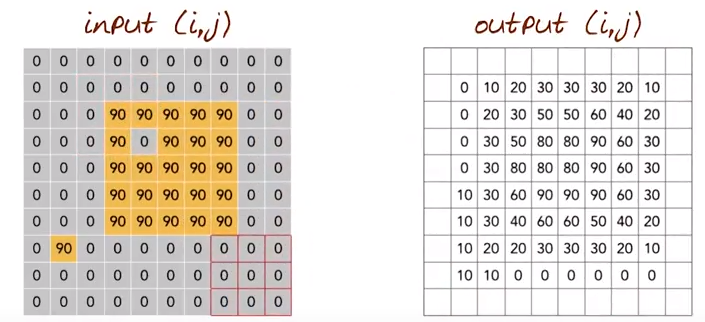 input (i,j)
output (i,j)
0 0 0 0 0 0 0 0 0 0
0 0 0 0 0 0 0 0 0 0
0 0 0 90 90 90 90 90 0 0
0 0 0 90 0 90 90 90 0 0
0 0 0 90 90 90 90 90 0 0
0 0 0 90 90 90 90 90 0 0
0 0 0 90 90 90 90 90 0 0
0 90 0 0 0 0 0 0 0 0
0 0 0 0 0 0 0 0 0 0
0 0 0 0 0 0 0 0 0 0
0 10 20 30 30 30 20 10
0 20 30 50 50 60 40 20
0 30 50 80 80 90 60 30
0 30 80 80 80 90 60 30
10 30 60 90 90 90 60 30
10 30 40 60 60 50 40 20
10 20 20 30 30 30 20 10
10 10 0 0 0 0 0 0